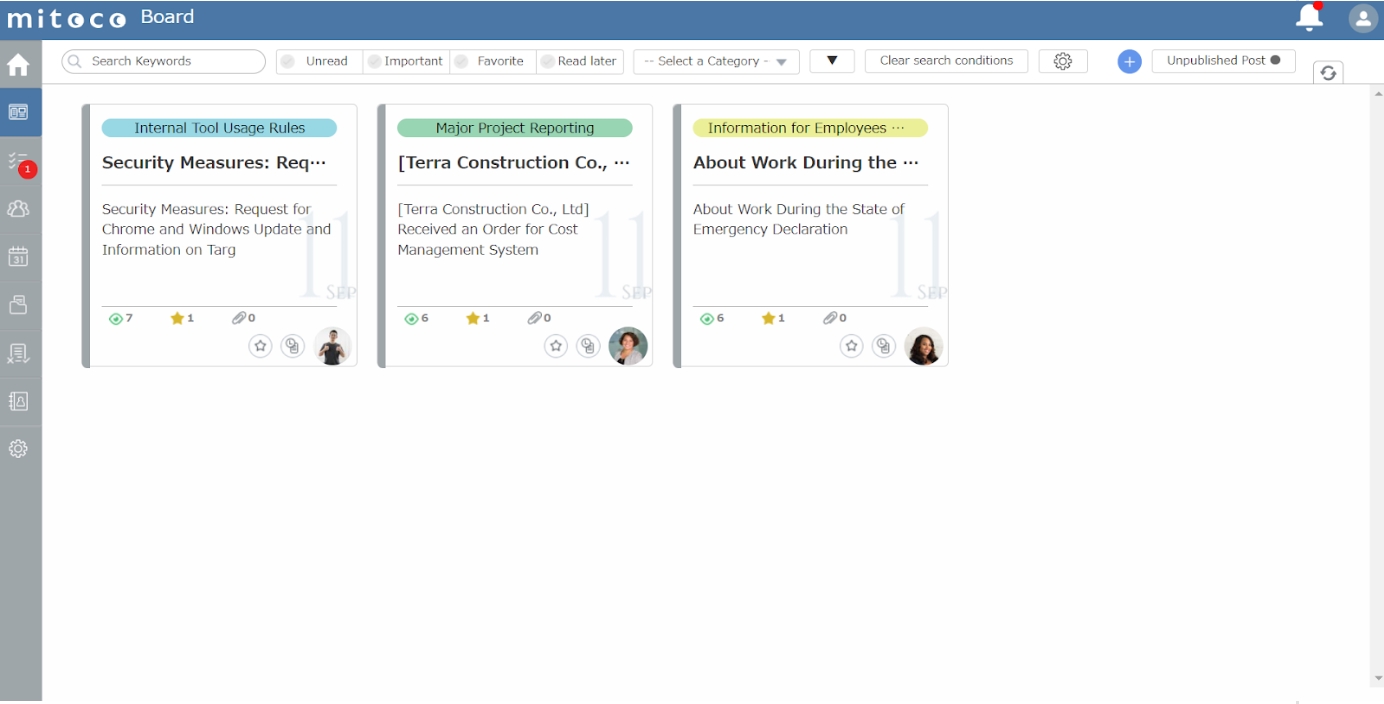 mitoco Board
Search Keywords
Unread
Important
Favorite
Read later
-- Select a Category -
Clear search conditions
Unpublished Post
1
31
Internal Tool Usage Rules
Security Measures: Req···
Security Measures: Request for
Chrome and Windows Update and
Information on Targ
11
SEP
7
1
0
Major Project Reporting
[Terra Construction Co., ···
[Terra Construction Co., Ltd]
Received an Order for Cost
Management System
11
SEP
6
1
0
Information for Employees ···
About Work During the ···
About Work During the State of
Emergency Declaration
11
SEP
6
1
0